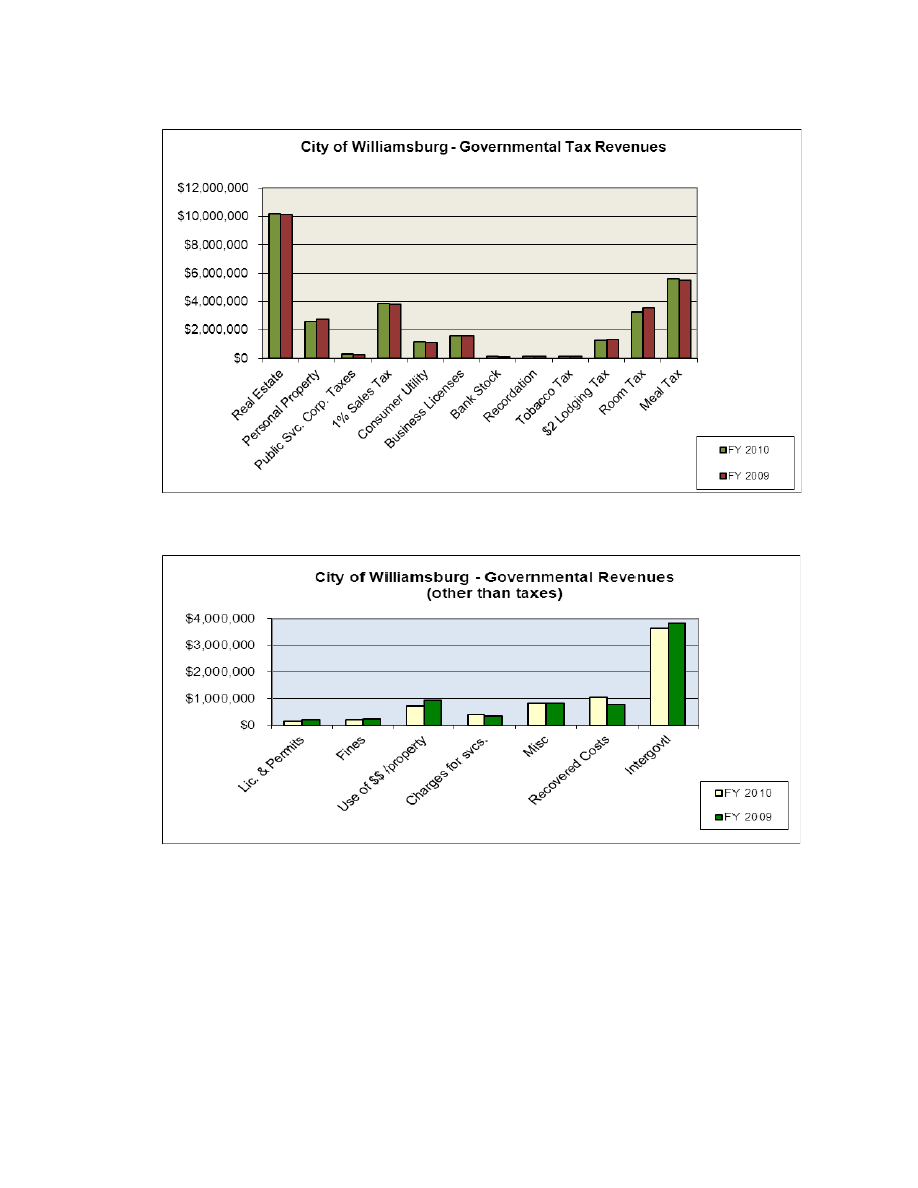 City of Williamsburg - Governmental Tax Revenues
$12,000,000
$10,000,000
$8,000,000
$6,000,000
$4,000,000
$2,000,000
$0
Real Estate
Personal Property
Public Svc. Corp. Taxes
1% Sales Tax
Consumer Utility
Business Licenses
Bank Stock
Recordation
Tobacco Tax
$2 Lodging Tax
Room Tax
Meal Tax
FY 2010
FY 2009
City of Williamsburg - Governmental Revenues
(other than taxes)
$4,000,000
$3,000,000
$2,000,000
$1,000,000
$0
Lic. & Permits
Fines
Use of $$ /property
Charges for svcs.
Misc
Recovered Costs
Intergovtl
FY 2010
FY 2009